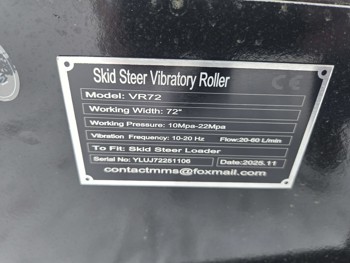 Skid Steer Vibratory Roller CE
Model: VR72
Working Width: 72"
Working Pressure: 10Mpa-22Mpa
Vibration Frequency: 10-20 Hz Flow:20-60 L/min
To Fit: Skid Steer Loader
Serial No: YLUJ72251106 Date:2025.11
contactmms@foxmail.com